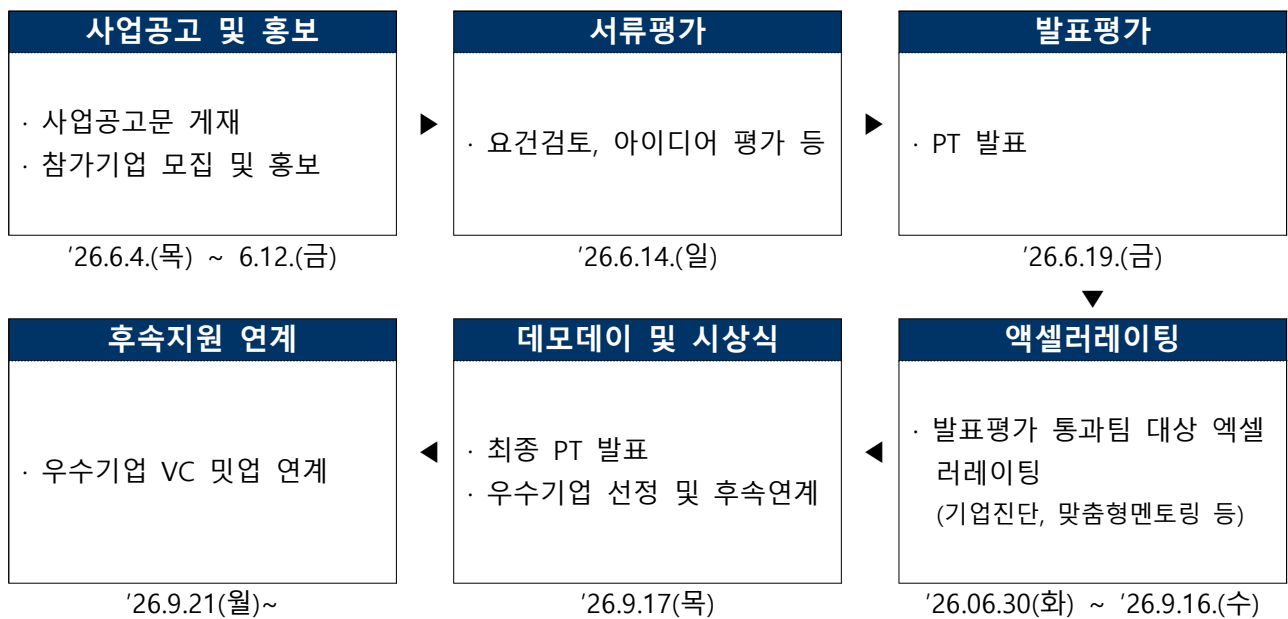 사업공고 및 홍보
· 사업공고문 게재
· 참가기업 모집 및 홍보
'26.6.4.(목) ~ 6.12.(금)
▶
서류평가
· 요건검토, 아이디어 평가 등
'26.6.14.(일)
▶
발표평가
· PT 발표
'26.6.19.(금)
▼
액셀러레이팅
· 발표평가 통과팀 대상 엑셀
러레이팅
(기업진단, 맞춤형멘토링 등)
'26.06.30(화) ~ '26.9.16.(수)
◀
데모데이 및 시상식
· 최종 PT 발표
· 우수기업 선정 및 후속연계
'26.9.17(목)
◀
후속지원 연계
· 우수기업 VC 밋업 연계
'26.9.21(월)~